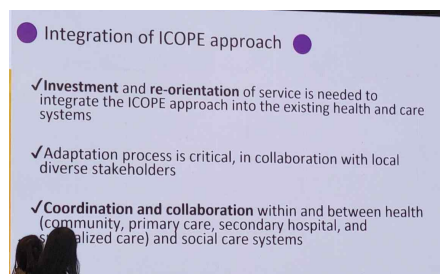 Integration of ICOPE approach
✓Investment and re-orientation of service is needed to
integrate the ICOPE approach into the existing health and care
systems
✓Adaptation process is critical, in collaboration with local
diverse stakeholders
✓Coordination and collaboration within and between health
(community, primary care, secondary hospital, and
care) and social care systems